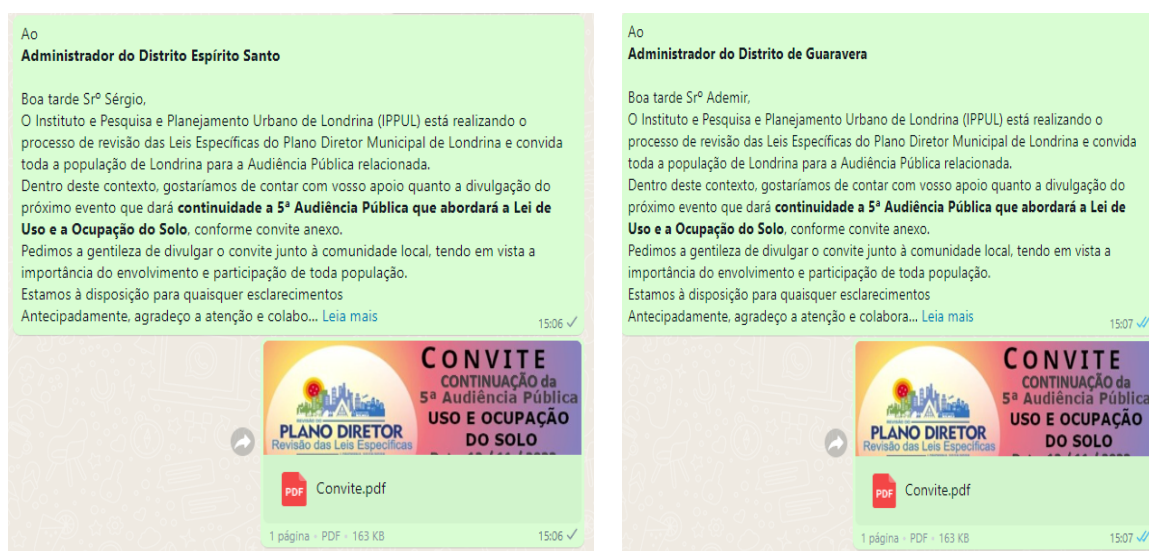 Ao
Administrador do Distrito Espírito Santo
Boa tarde Srº Sérgio,
O Instituto e Pesquisa e Planejamento Urbano de Londrina (IPPUL) está realizando o
processo de revisão das Leis Específicas do Plano Diretor Municipal de Londrina e convida
toda a população de Londrina para a Audiência Pública relacionada.
Dentro deste contexto, gostaríamos de contar com vosso apoio quanto a divulgação do
próximo evento que dará continuidade a 5ª Audiência Pública que abordará a Lei de
Uso e a Ocupação do Solo, conforme convite anexo.
Pedimos a gentileza de divulgar o convite junto à comunidade local, tendo em vista a
importância do envolvimento e participação de toda população.
Estamos à disposição para quaisquer esclarecimentos
Antecipadamente, agradeço a atenção e colabo... Leia mais
15:06
CONVITE
CONTINUAÇÃO da
5ª Audiência Pública
USO E OCUPAÇÃO
DO SOLO
PLANO DIRETOR
Revisão das Leis Específicas
PDF
Convite.pdf
1 página • PDF • 163 KB
15:06
Ao
Administrador do Distrito de Guaravera
Boa tarde Srº Ademir,
O Instituto e Pesquisa e Planejamento Urbano de Londrina (IPPUL) está realizando o
processo de revisão das Leis Específicas do Plano Diretor Municipal de Londrina e convida
toda a população de Londrina para a Audiência Pública relacionada.
Dentro deste contexto, gostaríamos de contar com vosso apoio quanto a divulgação do
próximo evento que dará continuidade a 5ª Audiência Pública que abordará a Lei de
Uso e a Ocupação do Solo, conforme convite anexo.
Pedimos a gentileza de divulgar o convite junto à comunidade local, tendo em vista a
importância do envolvimento e participação de toda população.
Estamos à disposição para quaisquer esclarecimentos
Antecipadamente, agradeço a atenção e colabora... Leia mais
15:07
CONVITE
CONTINUAÇÃO da
5ª Audiência Pública
USO E OCUPAÇÃO
DO SOLO
PLANO DIRETOR
Revisão das Leis Específicas
PDF
Convite.pdf
1 página • PDF • 163 KB
15:07